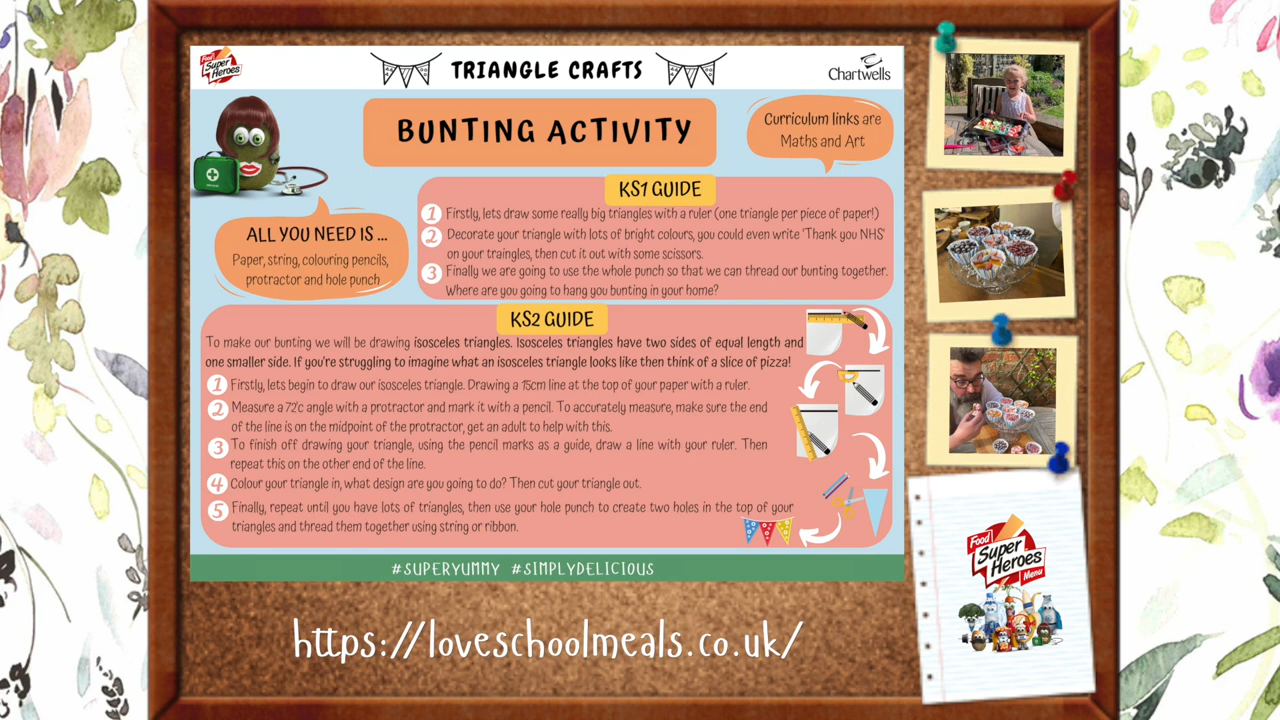 Food
Super
Heroes
TRIANGLE CRAFTS
Chartwells
BUNTING ACTIVITY
Curriculum links are
Maths and Art
ALL YOU NEED IS ...
Paper, string, colouring pencils,
protractor and hole punch
KS1 GUIDE
1 Firstly, lets draw some really big triangles with a ruler (one triangle per piece of paper!)
2 Decorate your triangle with lots of bright colours, you could even write 'Thank you NHS'
on your traingles, then cut it out with some scissors.
3 Finally we are going to use the whole punch so that we can thread our bunting together.
Where are you going to hang you bunting in your home?
KS2 GUIDE
To make our bunting we will be drawing isosceles triangles. Isosceles triangles have two sides of equal length and
one smaller side. If you're struggling to imagine what an isosceles triangle looks like then think of a slice of pizza!
1 Firstly, lets begin to draw our isosceles triangle. Drawing a 15cm line at the top of your paper with a ruler.
2 Measure a 72°c angle with a protractor and mark it with a pencil. To accurately measure, make sure the end
of the line is on the midpoint of the protractor, get an adult to help with this.
3 To finish off drawing your triangle, using the pencil marks as a guide, draw a line with your ruler. Then
repeat this on the other end of the line.
4 Colour your triangle in, what design are you going to do? Then cut your triangle out.
5 Finally, repeat until you have lots of triangles, then use your hole punch to create two holes in the top of your
triangles and thread them together using string or ribbon.
#SUPERYUMMY #SIMPLYDELICIOUS
https://loveschoolmeals.co.uk/
Food
Super
Heroes
Menu